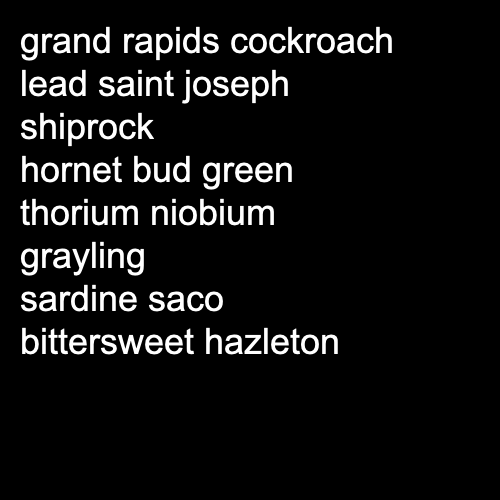 grand rapids cockroach
lead saint joseph
shiprock
hornet bud green
thorium niobium
grayling
sardine saco
bittersweet hazleton